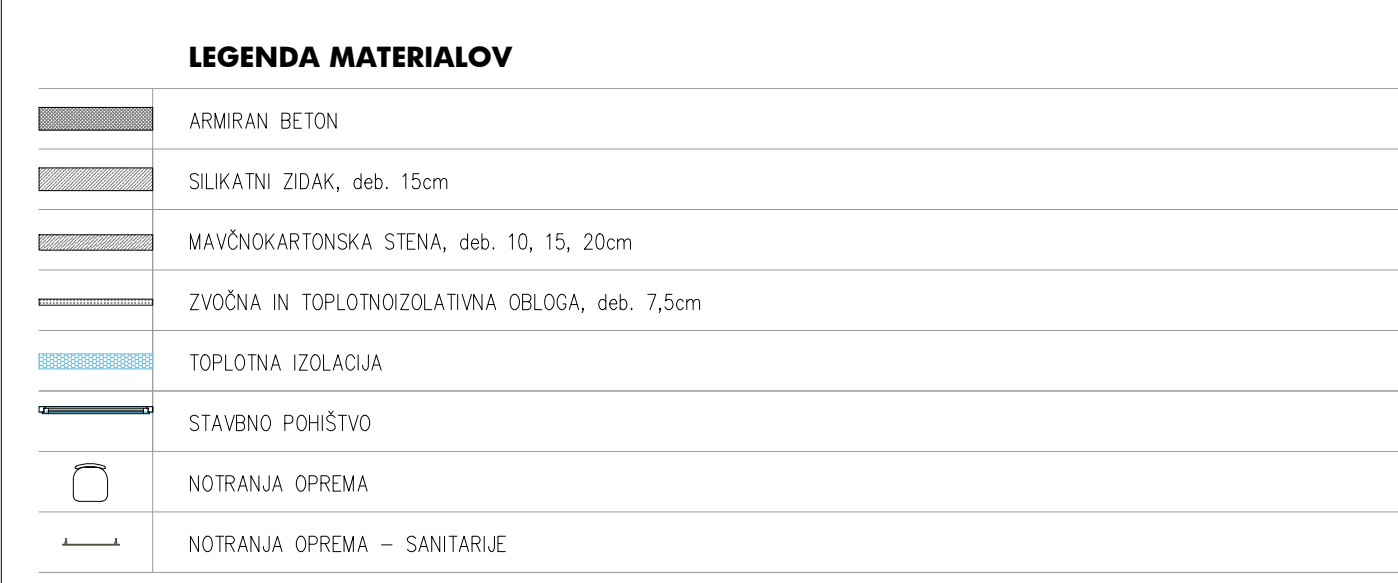 LEGENDA MATERIALOV
ARMIRAN BETON
SILIKATNI ZIDAK, deb. 15cm
MAVČNOKARTONSKA STENA, deb. 10, 15, 20cm
ZVOČNA IN TOPLOTNOIZOLATIVNA OBLOGA, deb. 7,5cm
TOPLOTNA IZOLACIJA
STAVBNO POHIŠTVO
NOTRANJA OPREMA
NOTRANJA OPREMA – SANITARIJE